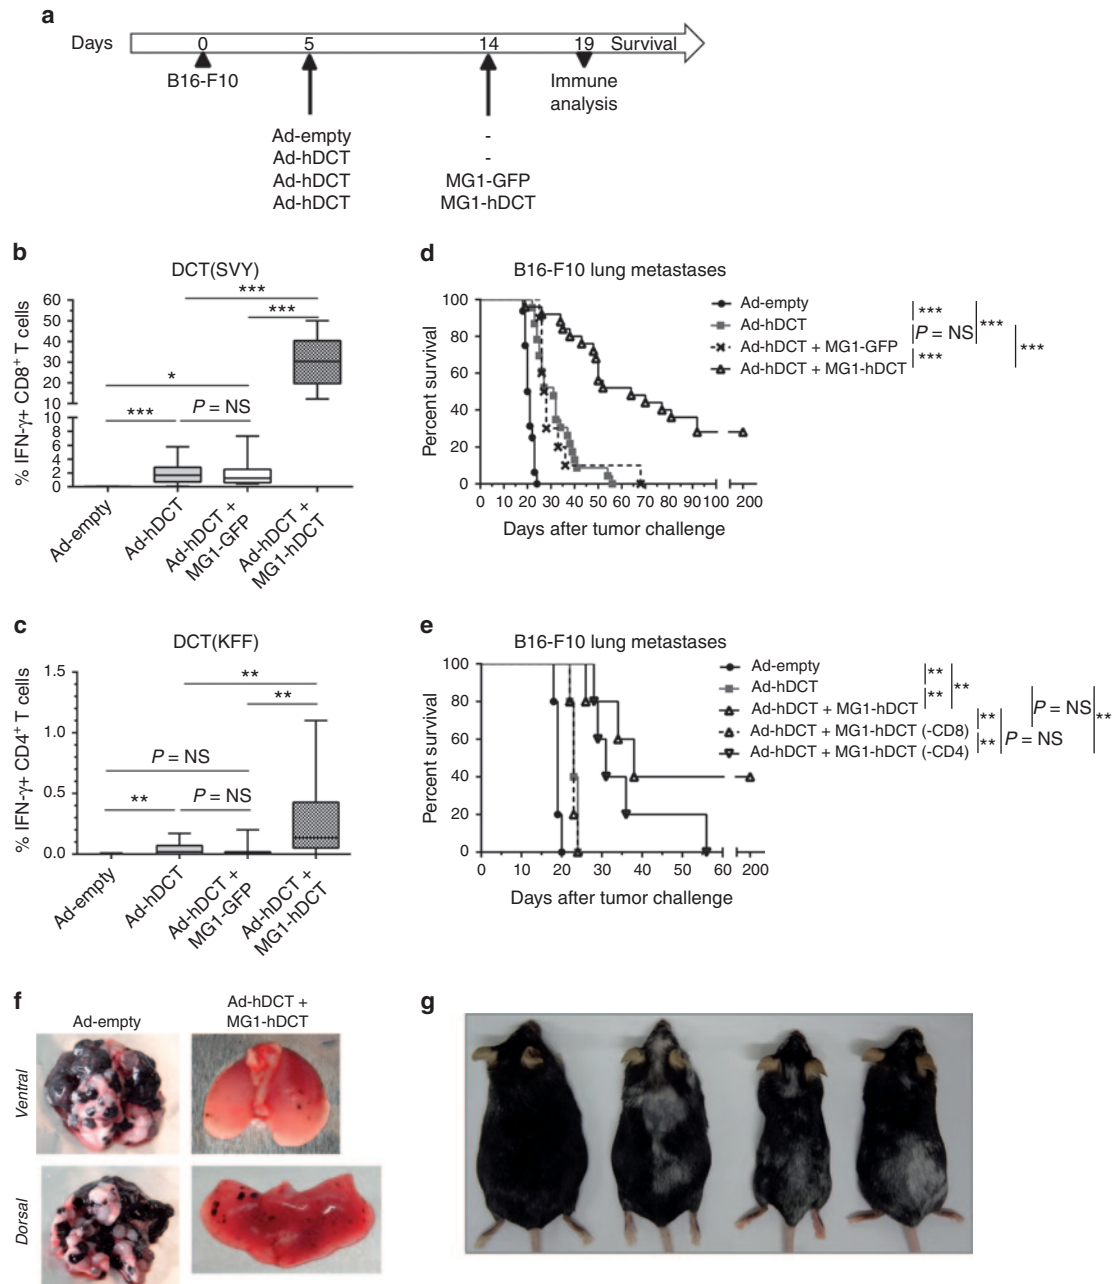 a
Days
0 5 14 19 Survival
B16-F10
Immune
analysis
Ad-empty -
Ad-hDCT -
Ad-hDCT MG1-GFP
Ad-hDCT MG1-hDCT
b
DCT(SVY)
***
***
*
***
P = NS
% IFN-γ+ CD8+ T cells
60
50
40
30
20
10
10
8
6
4
2
0
Ad-empty
Ad-hDCT
Ad-hDCT +
MG1-GFP
Ad-hDCT +
MG1-hDCT
d
B16-F10 lung metastases
Percent survival
100
80
60
40
20
0
0 10 20 30 40 50 60 70 80 90 100 200
Days after tumor challenge
Ad-empty
Ad-hDCT
Ad-hDCT + MG1-GFP
Ad-hDCT + MG1-hDCT
***
P = NS
***
***
***
c
DCT(KFF)
**
**
P = NS
**
P = NS
% IFN-γ+ CD4+ T cells
1.5
1.0
0.5
0.0
Ad-empty
Ad-hDCT
Ad-hDCT +
MG1-GFP
Ad-hDCT +
MG1-hDCT
e
B16-F10 lung metastases
Percent survival
100
80
60
40
20
0
0 10 20 30 40 50 60 200
Days after tumor challenge
Ad-empty
Ad-hDCT
Ad-hDCT + MG1-hDCT
Ad-hDCT + MG1-hDCT (-CD8)
Ad-hDCT + MG1-hDCT (-CD4)
**
**
**
**
**
P = NS
P = NS
**
f
Ad-empty
Ad-hDCT +
MG1-hDCT
Ventral
Dorsal
g